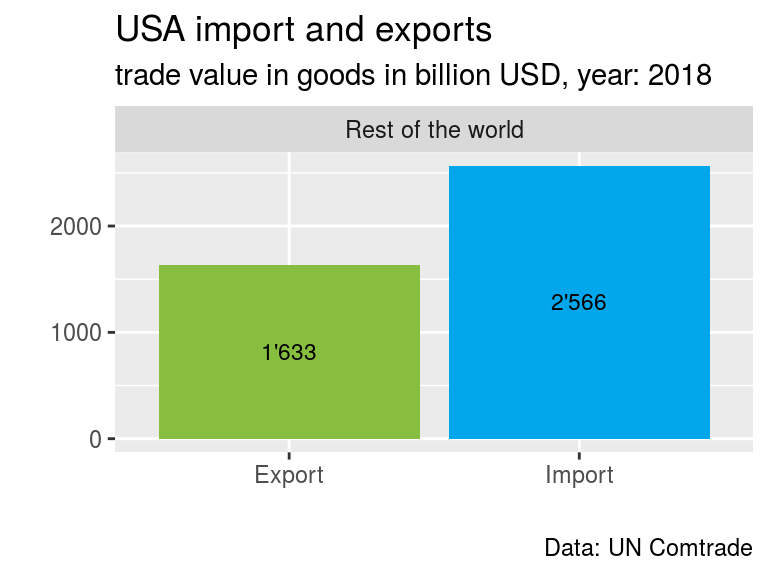 USA import and exports
trade value in goods in billion USD, year: 2018
Rest of the world
2000
1000
0
1'633
2'566
Export
Import
Data: UN Comtrade